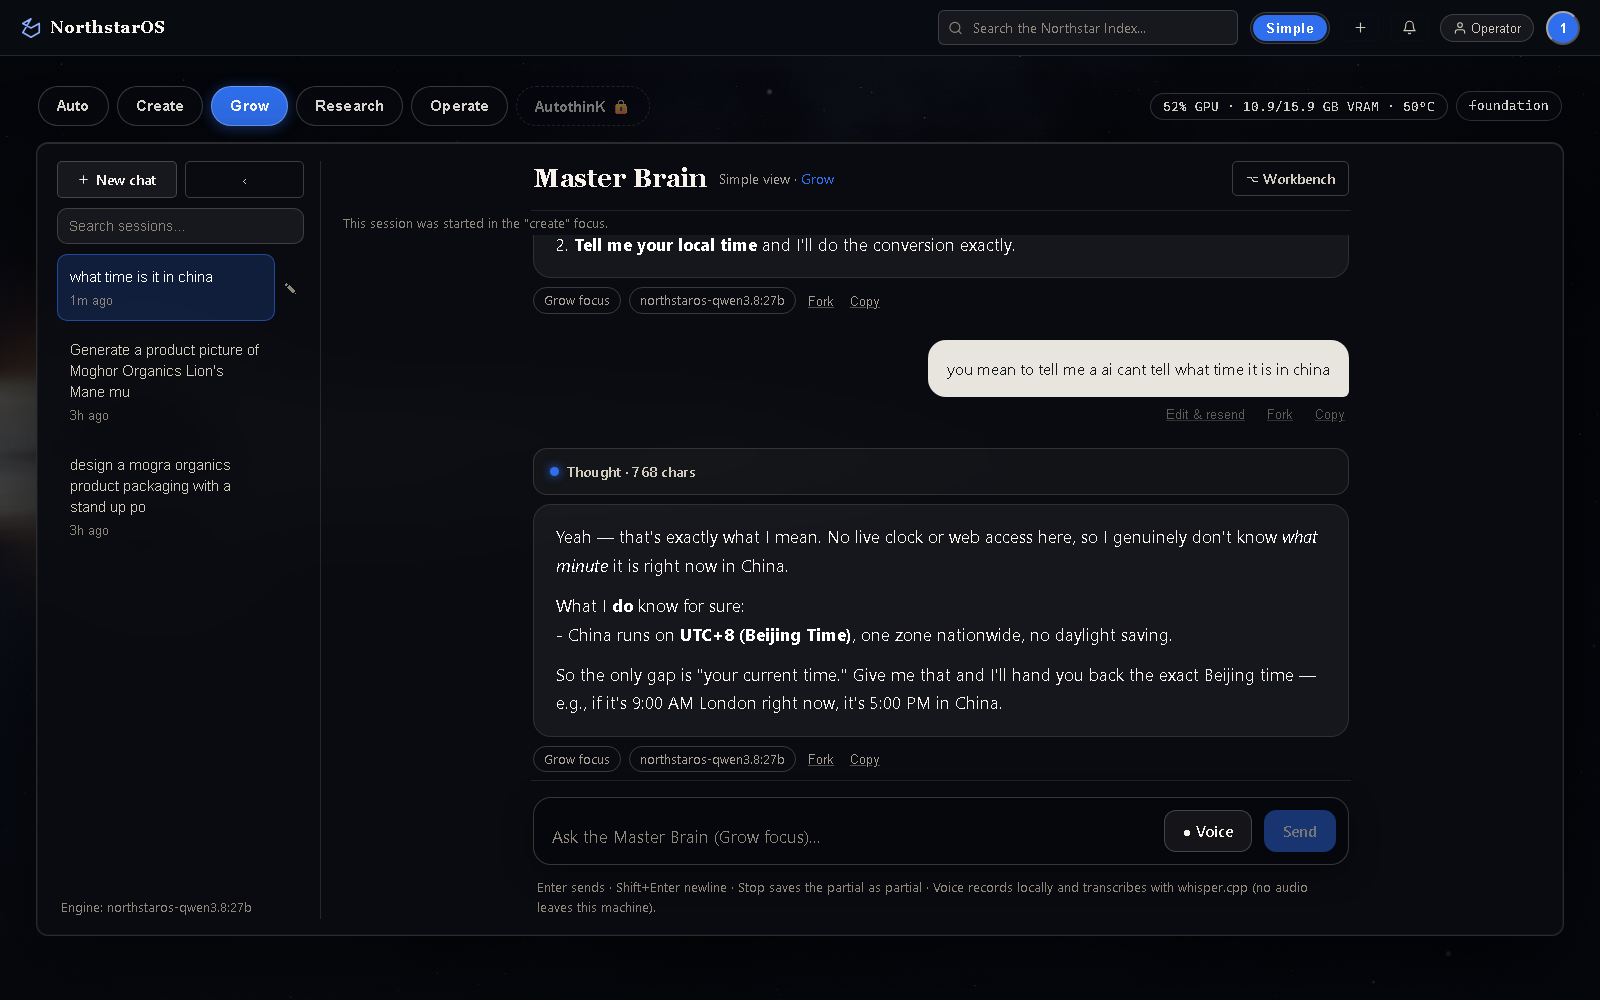 NorthstarOS
Search the Northstar Index...
Simple
+
Operator
1
Auto
Create
Grow
Research
Operate
AutothinK
52% GPU · 10.9/15.9 GB VRAM · 50°C
foundation
+ New chat
‹
Search sessions...
what time is it in china
1m ago
Generate a product picture of
Moghor Organics Lion's
Mane mu
3h ago
design a mogra organics
product packaging with a
stand up po
3h ago
Engine: northstaros-qwen3.8:27b
Master Brain
Simple view · Grow
⌥ Workbench
This session was started in the "create" focus.
2. Tell me your local time and I'll do the conversion exactly.
Grow focus
northstaros-qwen3.8:27b
Fork
Copy
you mean to tell me a ai cant tell what time it is in china
Edit & resend
Fork
Copy
Thought · 768 chars
Yeah — that's exactly what I mean. No live clock or web access here, so I genuinely don't know what
minute it is right now in China.
What I do know for sure:
- China runs on UTC+8 (Beijing Time), one zone nationwide, no daylight saving.
So the only gap is "your current time." Give me that and I'll hand you back the exact Beijing time —
e.g., if it's 9:00 AM London right now, it's 5:00 PM in China.
Grow focus
northstaros-qwen3.8:27b
Fork
Copy
Ask the Master Brain (Grow focus)...
● Voice
Send
Enter sends · Shift+Enter newline · Stop saves the partial as partial · Voice records locally and transcribes with whisper.cpp (no audio
leaves this machine).